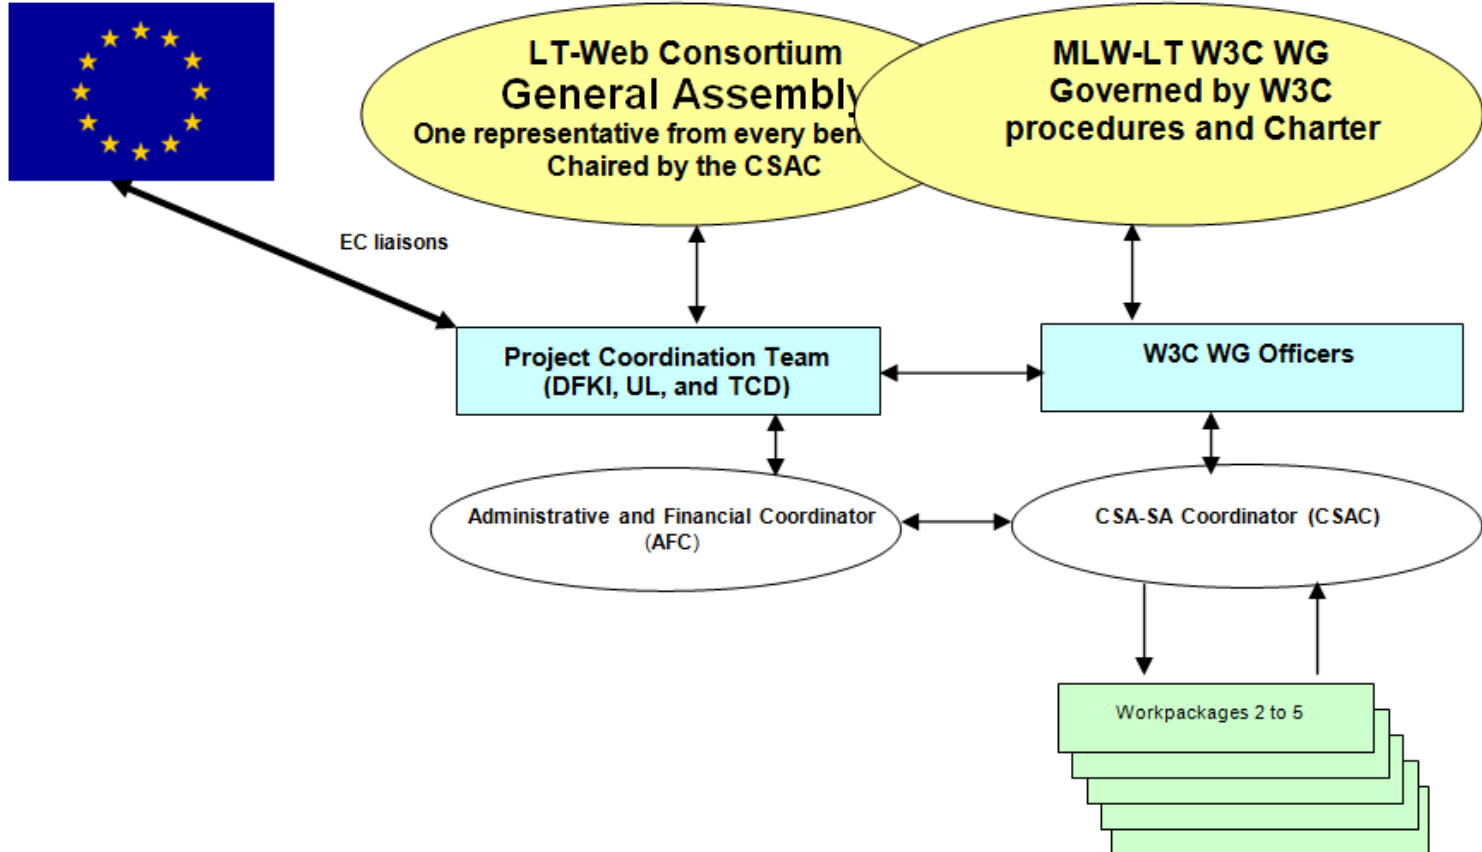 LT-Web Consortium
General Assembly
One representative from every
Chaired by the CSAC
MLW-LT W3C WG
Governed by W3C
procedures and Charter
EC liaisons
Project Coordination Team
(DFKI, UL, and TCD)
W3C WG Officers
Administrative and Financial Coordinator
(AFC)
CSA-SA Coordinator (CSAC)
Workpackages 2 to 5